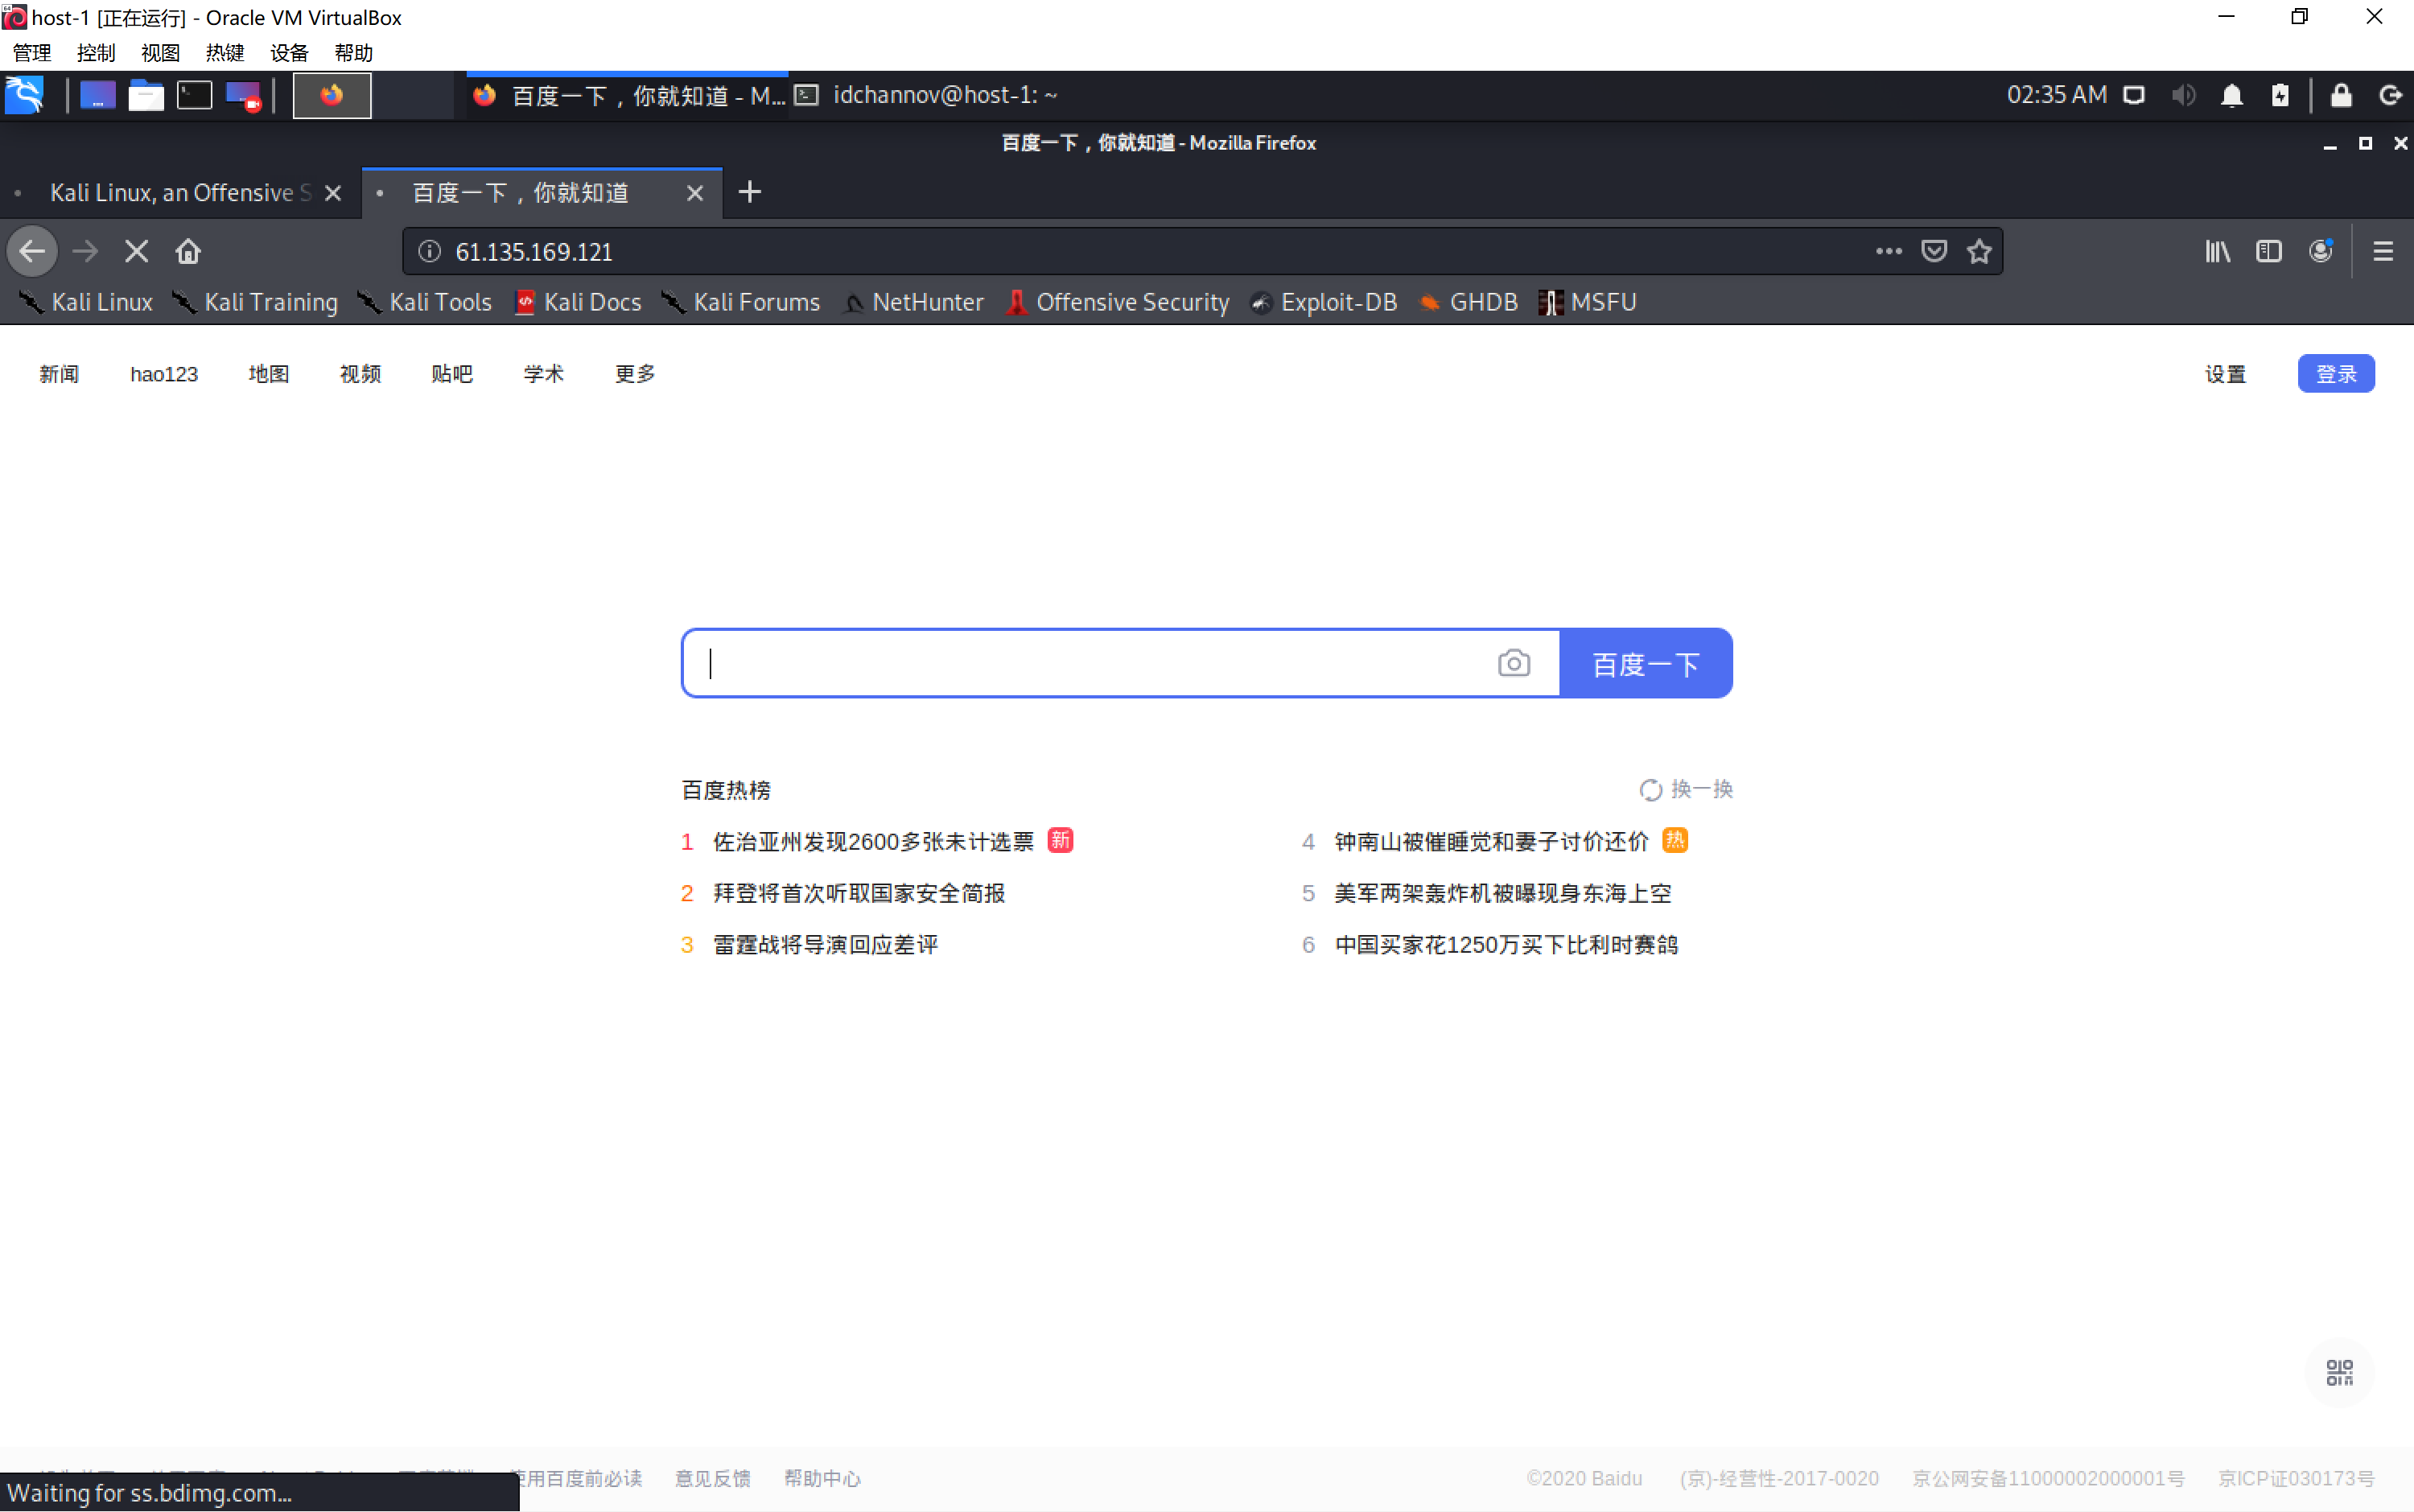 host-1 [正在运行] - Oracle VM VirtualBox
管理 控制 视图 热键 设备 帮助
百度一下，你就知道 - M... idchannov@host-1: ~ 02:35 AM
百度一下，你就知道 - Mozilla Firefox
Kali Linux, an Offensive S 百度一下，你就知道
61.135.169.121
Kali Linux Kali Training Kali Tools Kali Docs Kali Forums NetHunter Offensive Security Exploit-DB GHDB MSFU
新闻 hao123 地图 视频 贴吧 学术 更多 设置 登录
百度一下
百度热榜 换一换
1 佐治亚州发现2600多张未计选票 新 4 钟南山被催睡觉和妻子讨价还价 热
2 拜登将首次听取国家安全简报 5 美军两架轰炸机被曝现身东海上空
3 雷霆战将导演回应差评 6 中国买家花1250万买下比利时赛鸽
使用百度前必读 意见反馈 帮助中心 ©2020 Baidu (京)-经营性-2017-0020 京公网安备11000002000001号 京ICP证030173号
Waiting for ss.bdimg.com...